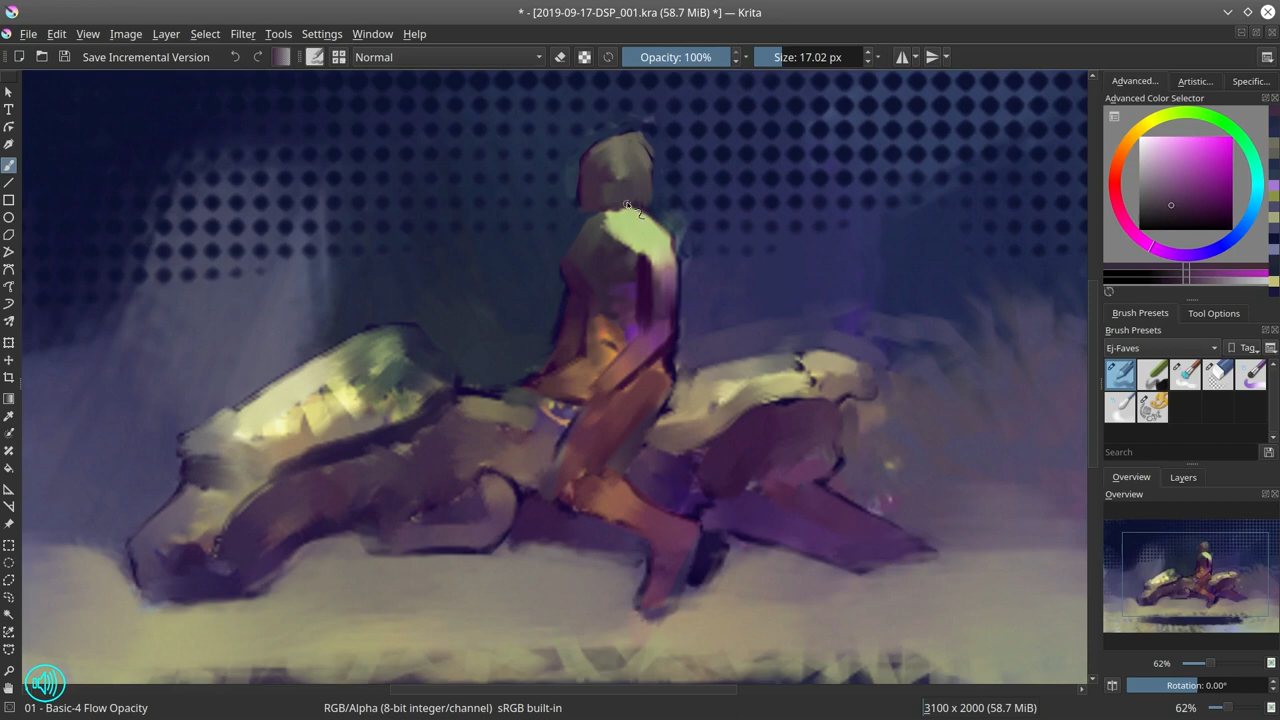 * - [2019-09-17-DSP_001.kra (58.7 MiB) *] — Krita
File Edit View Image Layer Select Filter Tools Settings Window Help
Save Incremental Version Normal Opacity: 100% Size: 17.02 px
Advanced... Artistic... Specific...
Advanced Color Selector
Brush Presets Tool Options
Brush Presets
Ej-Faves Tag
Search
Overview Layers
Overview
62%
Rotation: 0.00°
01 - Basic-4 Flow Opacity RGB/Alpha (8-bit integer/channel) sRGB built-in 3100 x 2000 (58.7 MiB) 62%